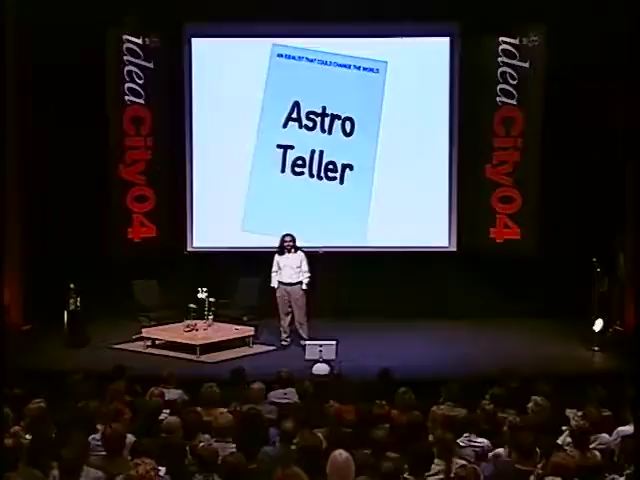 AN IDEALIST THAT COULD CHANGE THE WORLD
Astro
Teller
ideaCity04
ideaCity04